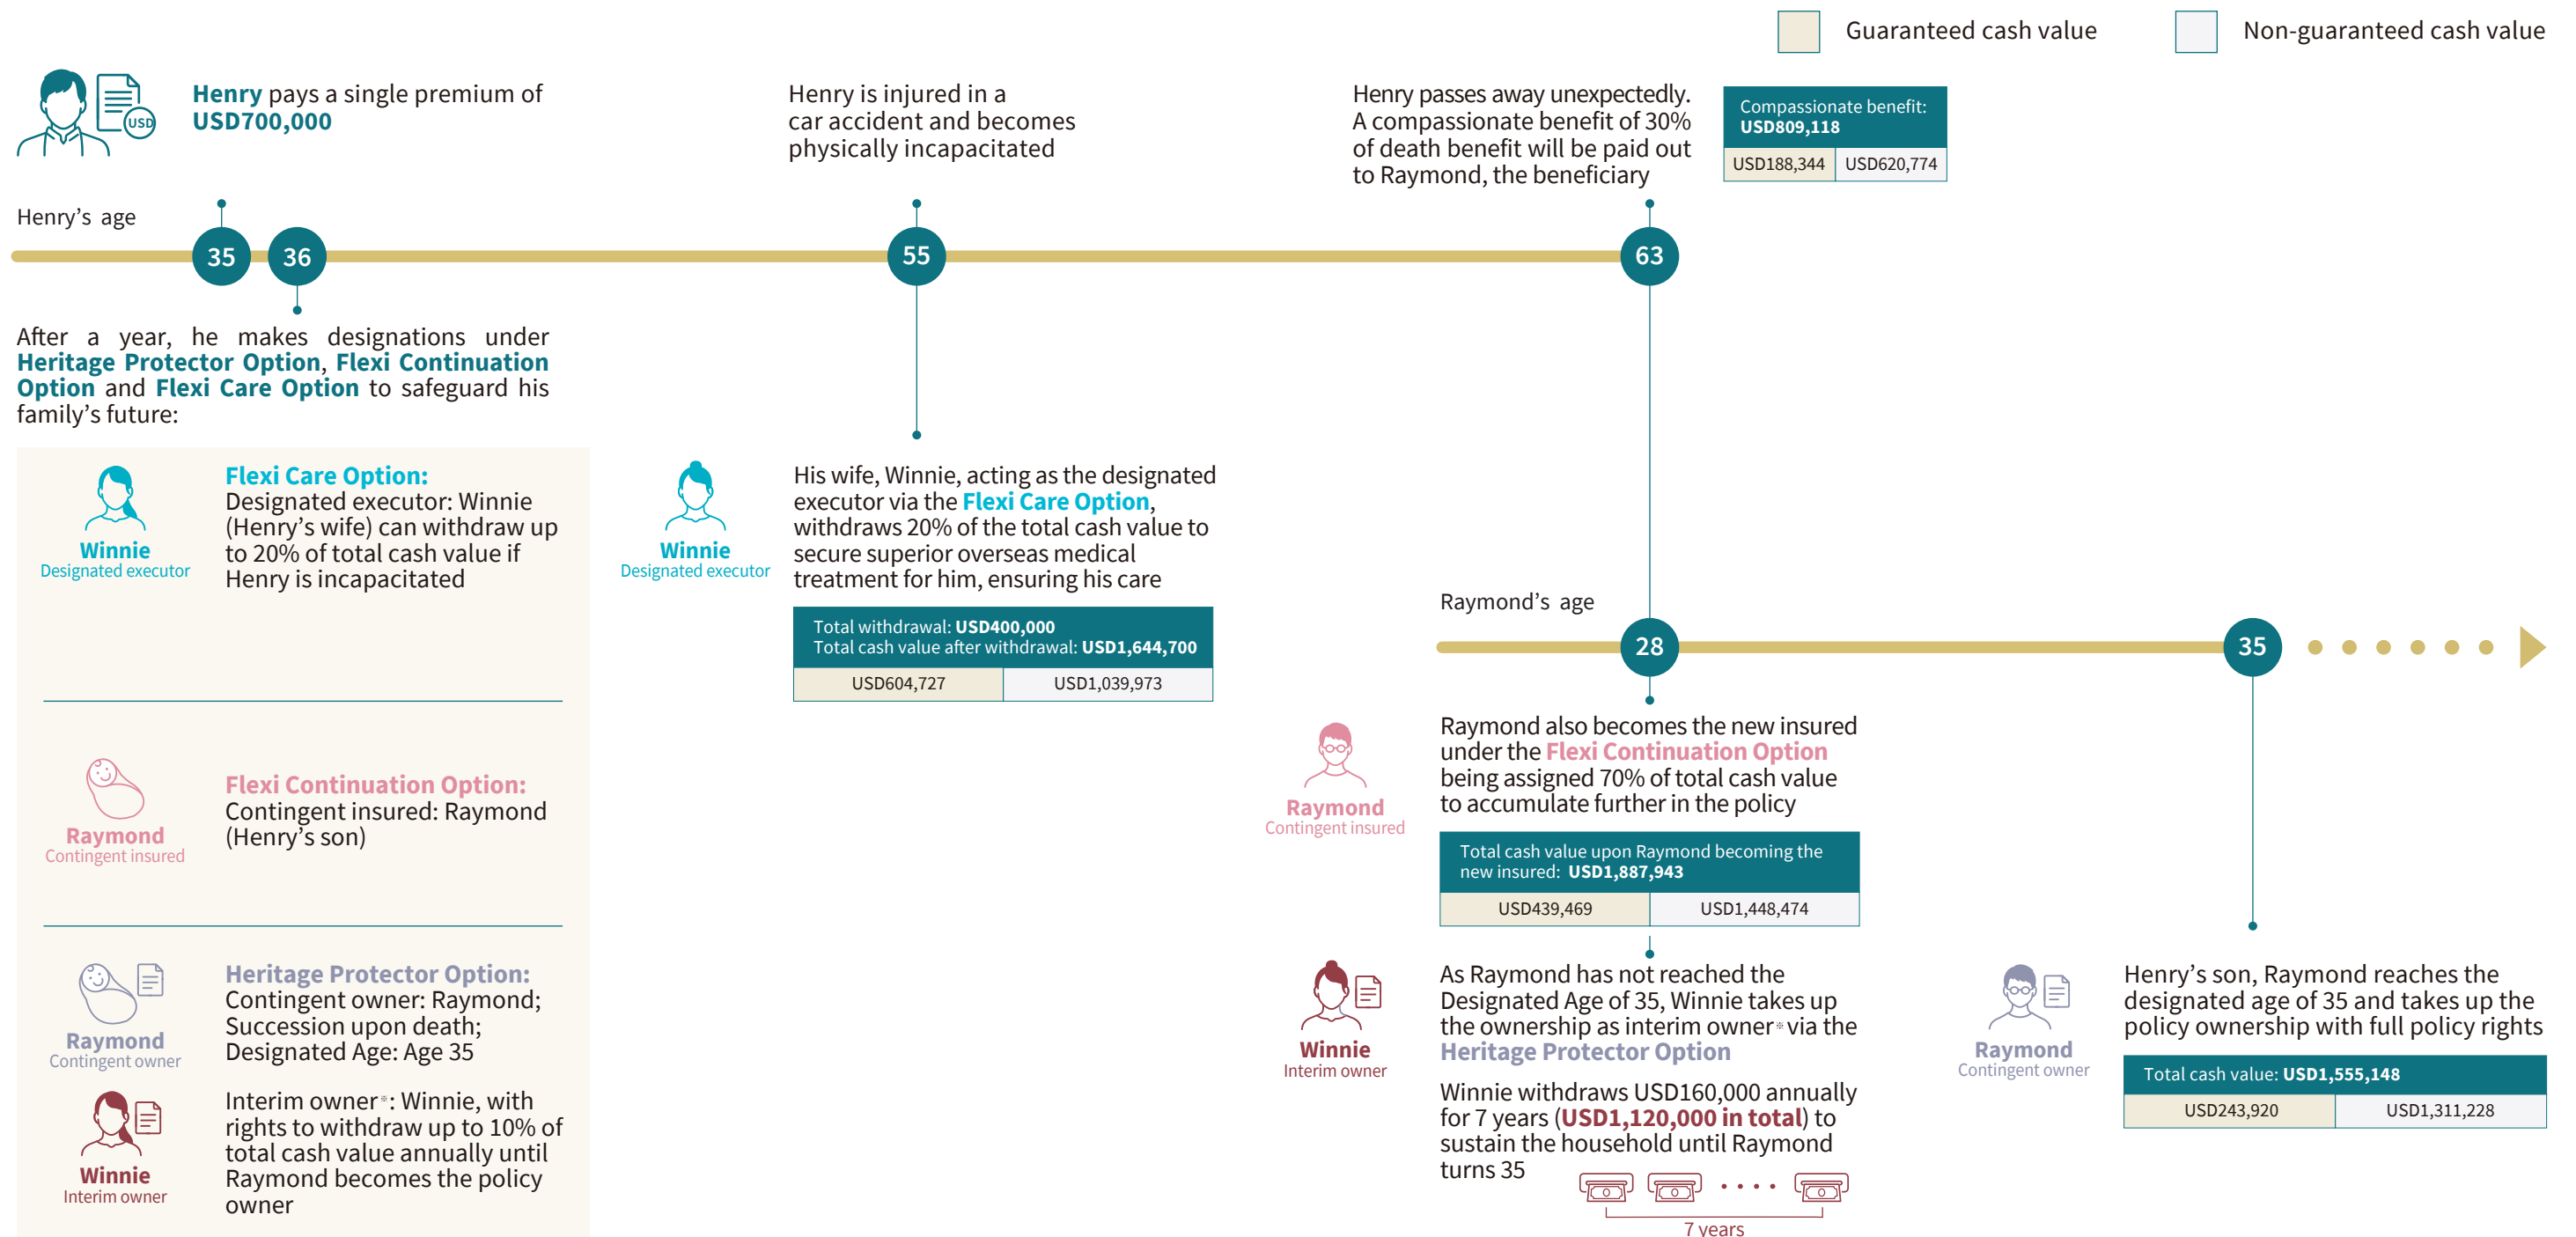 Guaranteed cash value
Non-guaranteed cash value
Henry pays a single premium of
USD700,000
USD
Henry is injured in a
car accident and becomes
physically incapacitated
Henry passes away unexpectedly.
A compassionate benefit of 30%
of death benefit will be paid out
to Raymond, the beneficiary
Compassionate benefit:
USD809,118
USD188,344
USD620,774
Henry's age
35
36
55
63
After a year, he makes designations under
Heritage Protector Option, Flexi Continuation
Option and Flexi Care Option to safeguard his
family's future:
Winnie
Designated executor
Flexi Care Option:
Designated executor: Winnie
(Henry's wife) can withdraw up
to 20% of total cash value if
Henry is incapacitated
Raymond
Contingent insured
Flexi Continuation Option:
Contingent insured: Raymond
(Henry's son)
Raymond
Contingent owner
Heritage Protector Option:
Contingent owner: Raymond;
Succession upon death;
Designated Age: Age 35
Winnie
Interim owner
Interim owner※: Winnie, with
rights to withdraw up to 10% of
total cash value annually until
Raymond becomes the policy
owner
Winnie
Designated executor
His wife, Winnie, acting as the designated
executor via the Flexi Care Option,
withdraws 20% of the total cash value to
secure superior overseas medical
treatment for him, ensuring his care
Total withdrawal: USD400,000
Total cash value after withdrawal: USD1,644,700
USD604,727
USD1,039,973
Raymond's age
28
35
Raymond
Contingent insured
Raymond also becomes the new insured
under the Flexi Continuation Option
being assigned 70% of total cash value
to accumulate further in the policy
Total cash value upon Raymond becoming the
new insured: USD1,887,943
USD439,469
USD1,448,474
Winnie
Interim owner
As Raymond has not reached the
Designated Age of 35, Winnie takes up
the ownership as interim owner※ via the
Heritage Protector Option
Winnie withdraws USD160,000 annually
for 7 years (USD1,120,000 in total) to
sustain the household until Raymond
turns 35
7 years
Raymond
Contingent owner
Henry's son, Raymond reaches the
designated age of 35 and takes up the
policy ownership with full policy rights
Total cash value: USD1,555,148
USD243,920
USD1,311,228